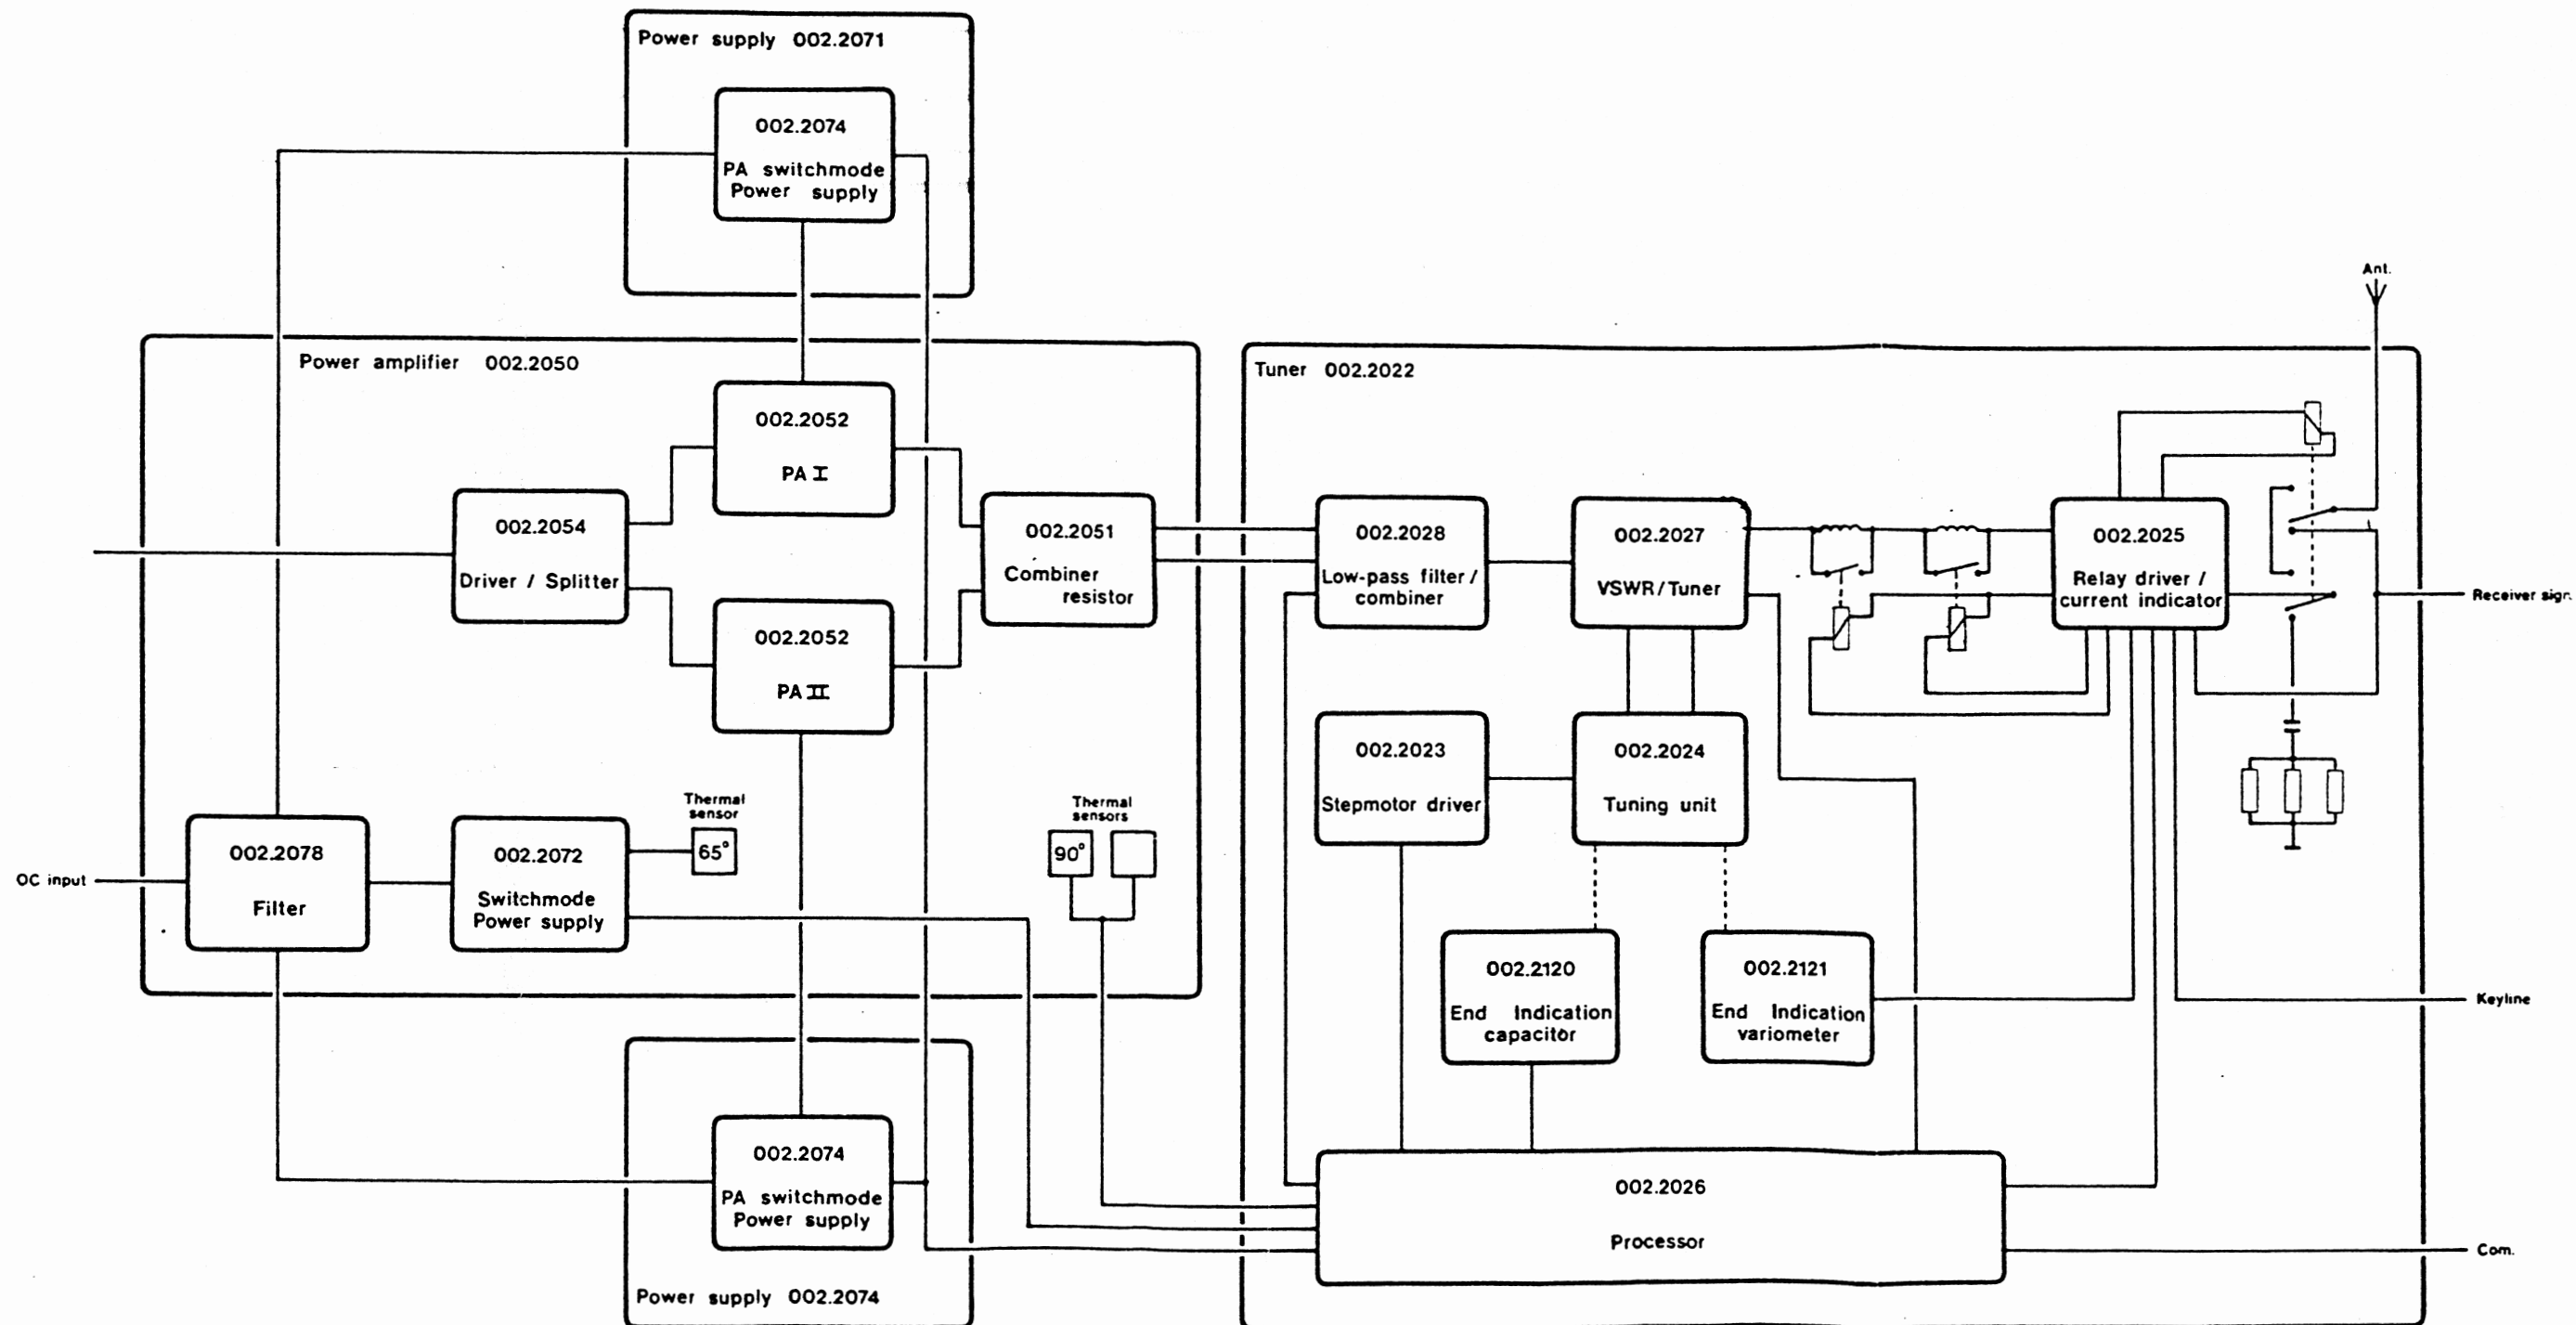 Power supply 002.2071
002.2074
PA switchmode
Power supply
Ant.
Power amplifier 002.2050
Tuner 002.2022
002.2052
PA I
002.2054
Driver / Splitter
002.2051
Combiner
resistor
002.2052
PA II
002.2028
Low-pass filter /
combiner
002.2027
VSWR/Tuner
002.2025
Relay driver /
current indicator
Receiver sign.
002.2023
Stepmotor driver
002.2024
Tuning unit
Thermal
sensor
65°
Thermal
sensors
90°
OC input
002.2078
Filter
002.2072
Switchmode
Power supply
002.2120
End Indication
capacitor
002.2121
End Indication
variometer
Keyline
002.2074
PA switchmode
Power supply
Power supply 002.2074
002.2026
Processor
Com.